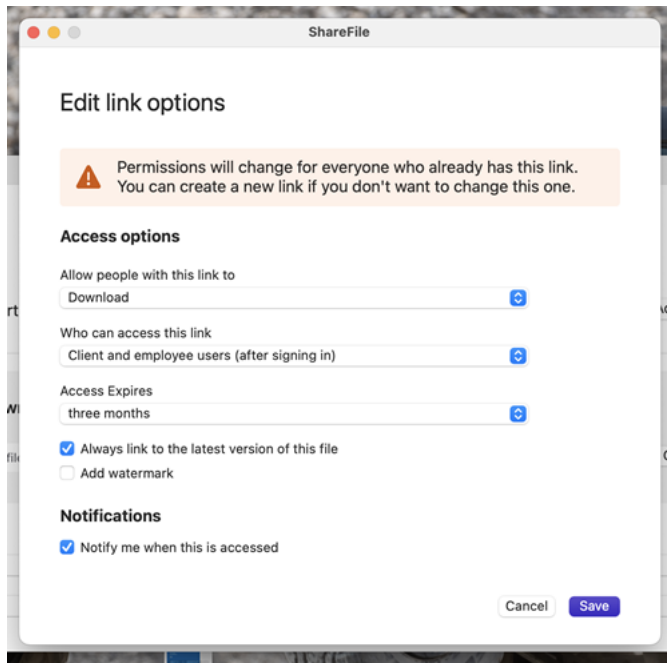 ShareFile
Edit link options
Permissions will change for everyone who already has this link.
You can create a new link if you don't want to change this one.
Access options
Allow people with this link to
Download
Who can access this link
Client and employee users (after signing in)
Access Expires
three months
Always link to the latest version of this file
Add watermark
Notifications
Notify me when this is accessed
Cancel
Save